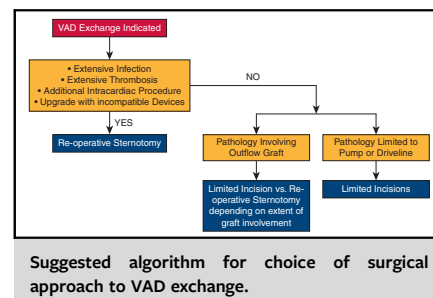 VAD Exchange Indicated
• Extensive Infection
• Extensive Thrombosis
• Additional Intracardiac Procedure
• Upgrade with incompatible Devices
NO
YES
Re-operative Sternotomy
Pathology Involving
Outflow Graft
Pathology Limited to
Pump or Driveline
Limited Incision vs. Re-
operative Sternotomy
depending on extent of
graft involvement
Limited Incisions
Suggested algorithm for choice of surgical
approach to VAD exchange.